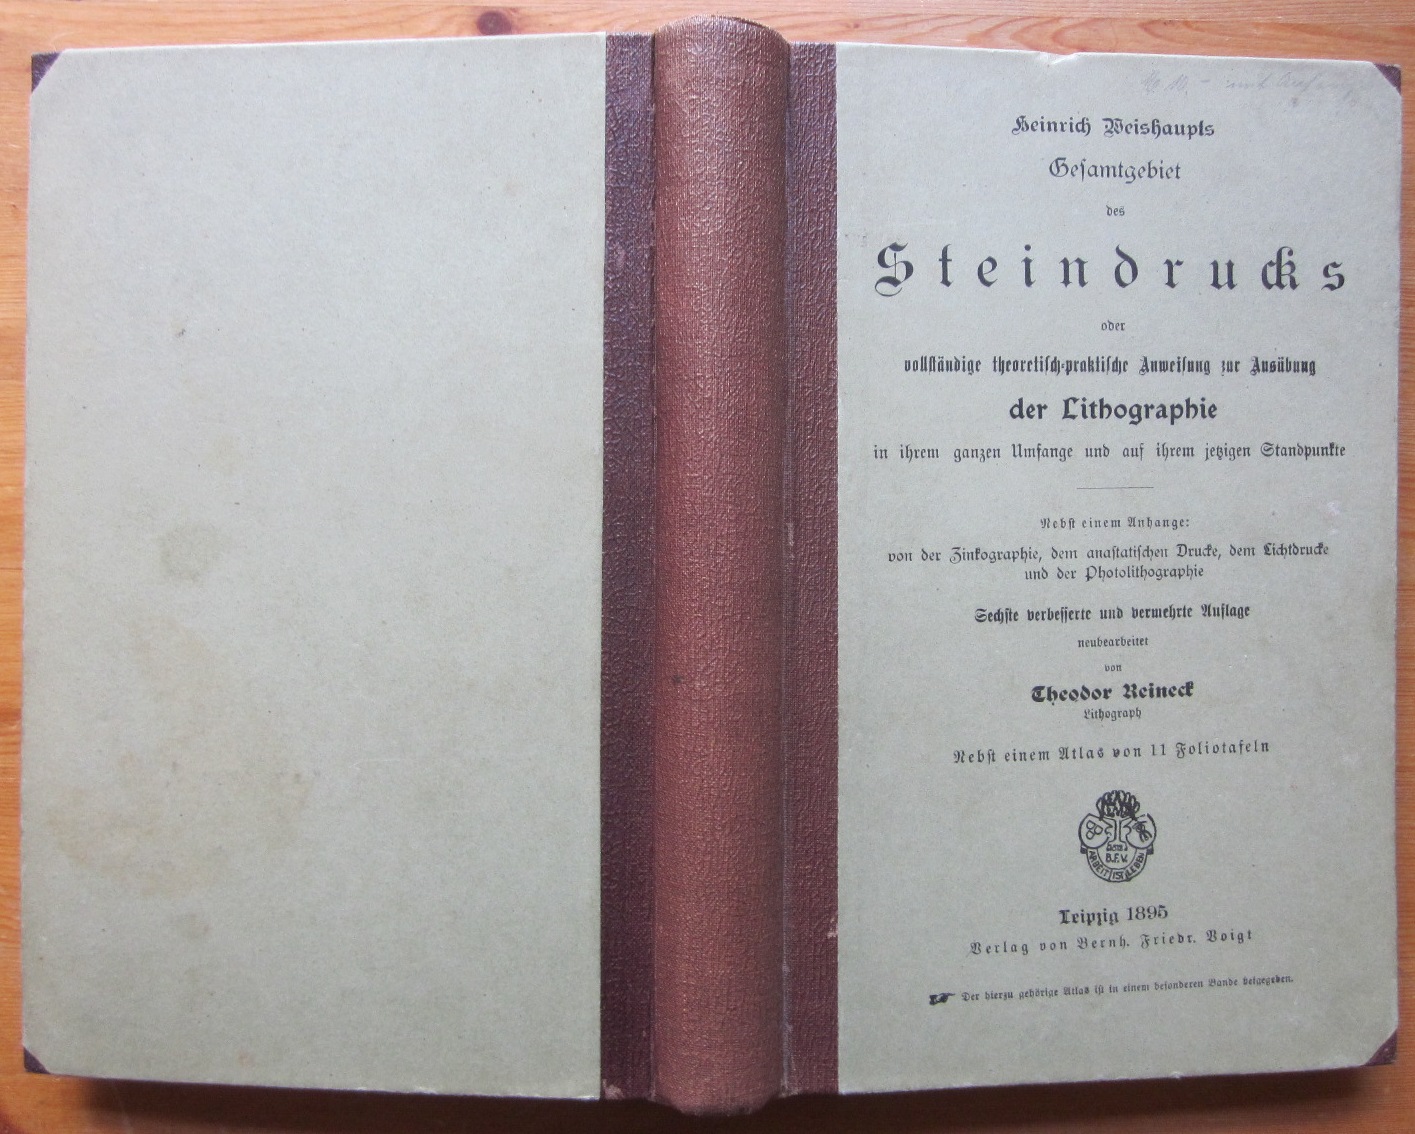 Heinrich Weishaupts
Gesamtgebiet
des
Steindrucks
oder
vollständige theoretisch-praktische Anweisung zur Ausübung
der Lithographie
in ihrem ganzen Umfange und auf ihrem jetzigen Standpunkte
Nebst einem Anhange:
von der Zinkographie, dem anastatischen Drucke, dem Lichtdrucke
und der Photolithographie
Sechste verbesserte und vermehrte Auflage
neubearbeitet
von
Theodor Reineck
Lithograph
Nebst einem Atlas von 11 Foliotafeln
B.F.V.
ARBEIT IST LEBEN
Leipzig 1895
Verlag von Bernh. Friedr. Voigt
☛ Der hierzu gehörige Atlas ist in einem besonderen Bande beigegeben.